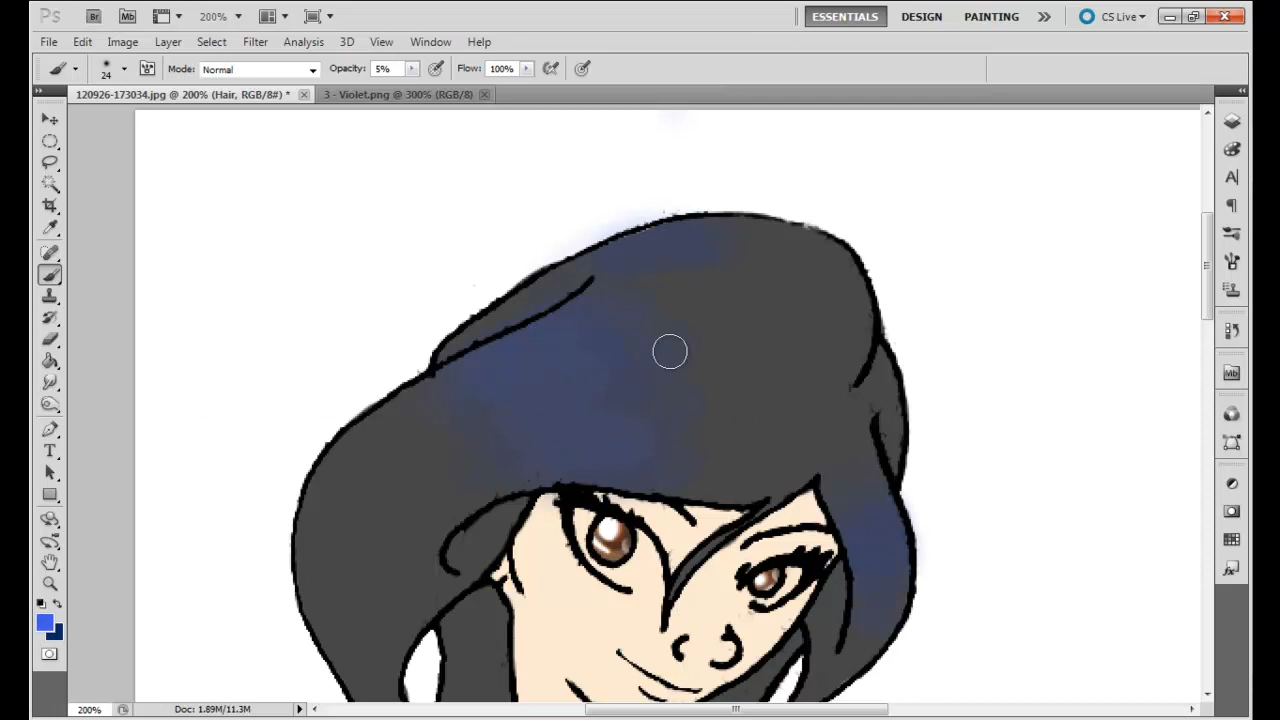 Ps Br Mb 200% ESSENTIALS DESIGN PAINTING CS Live
File Edit Image Layer Select Filter Analysis 3D View Window Help
24 Mode: Normal Opacity: 5% Flow: 100%
120926-173034.jpg @ 200% (Hair, RGB/8#) * 3 - Violet.png @ 300% (RGB/8)
A
Mb
T
fx
200% Doc: 1.89M/11.3M